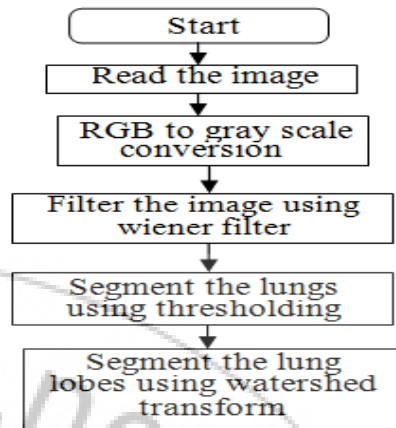 Start
Read the image
RGB to gray scale
conversion
Filter the image using
wiener filter
Segment the lungs
using thresholding
Segment the lung
lobes using watershed
transform